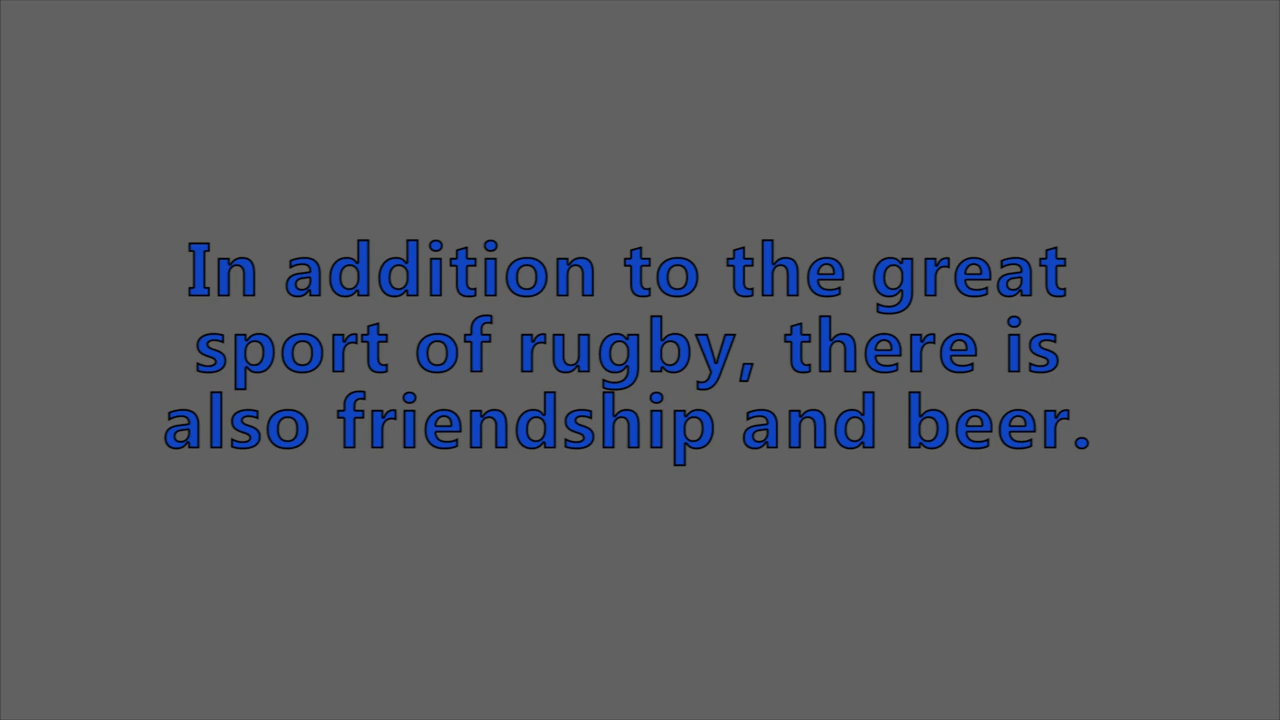 In addition to the great
sport of rugby, there is
also friendship and beer.